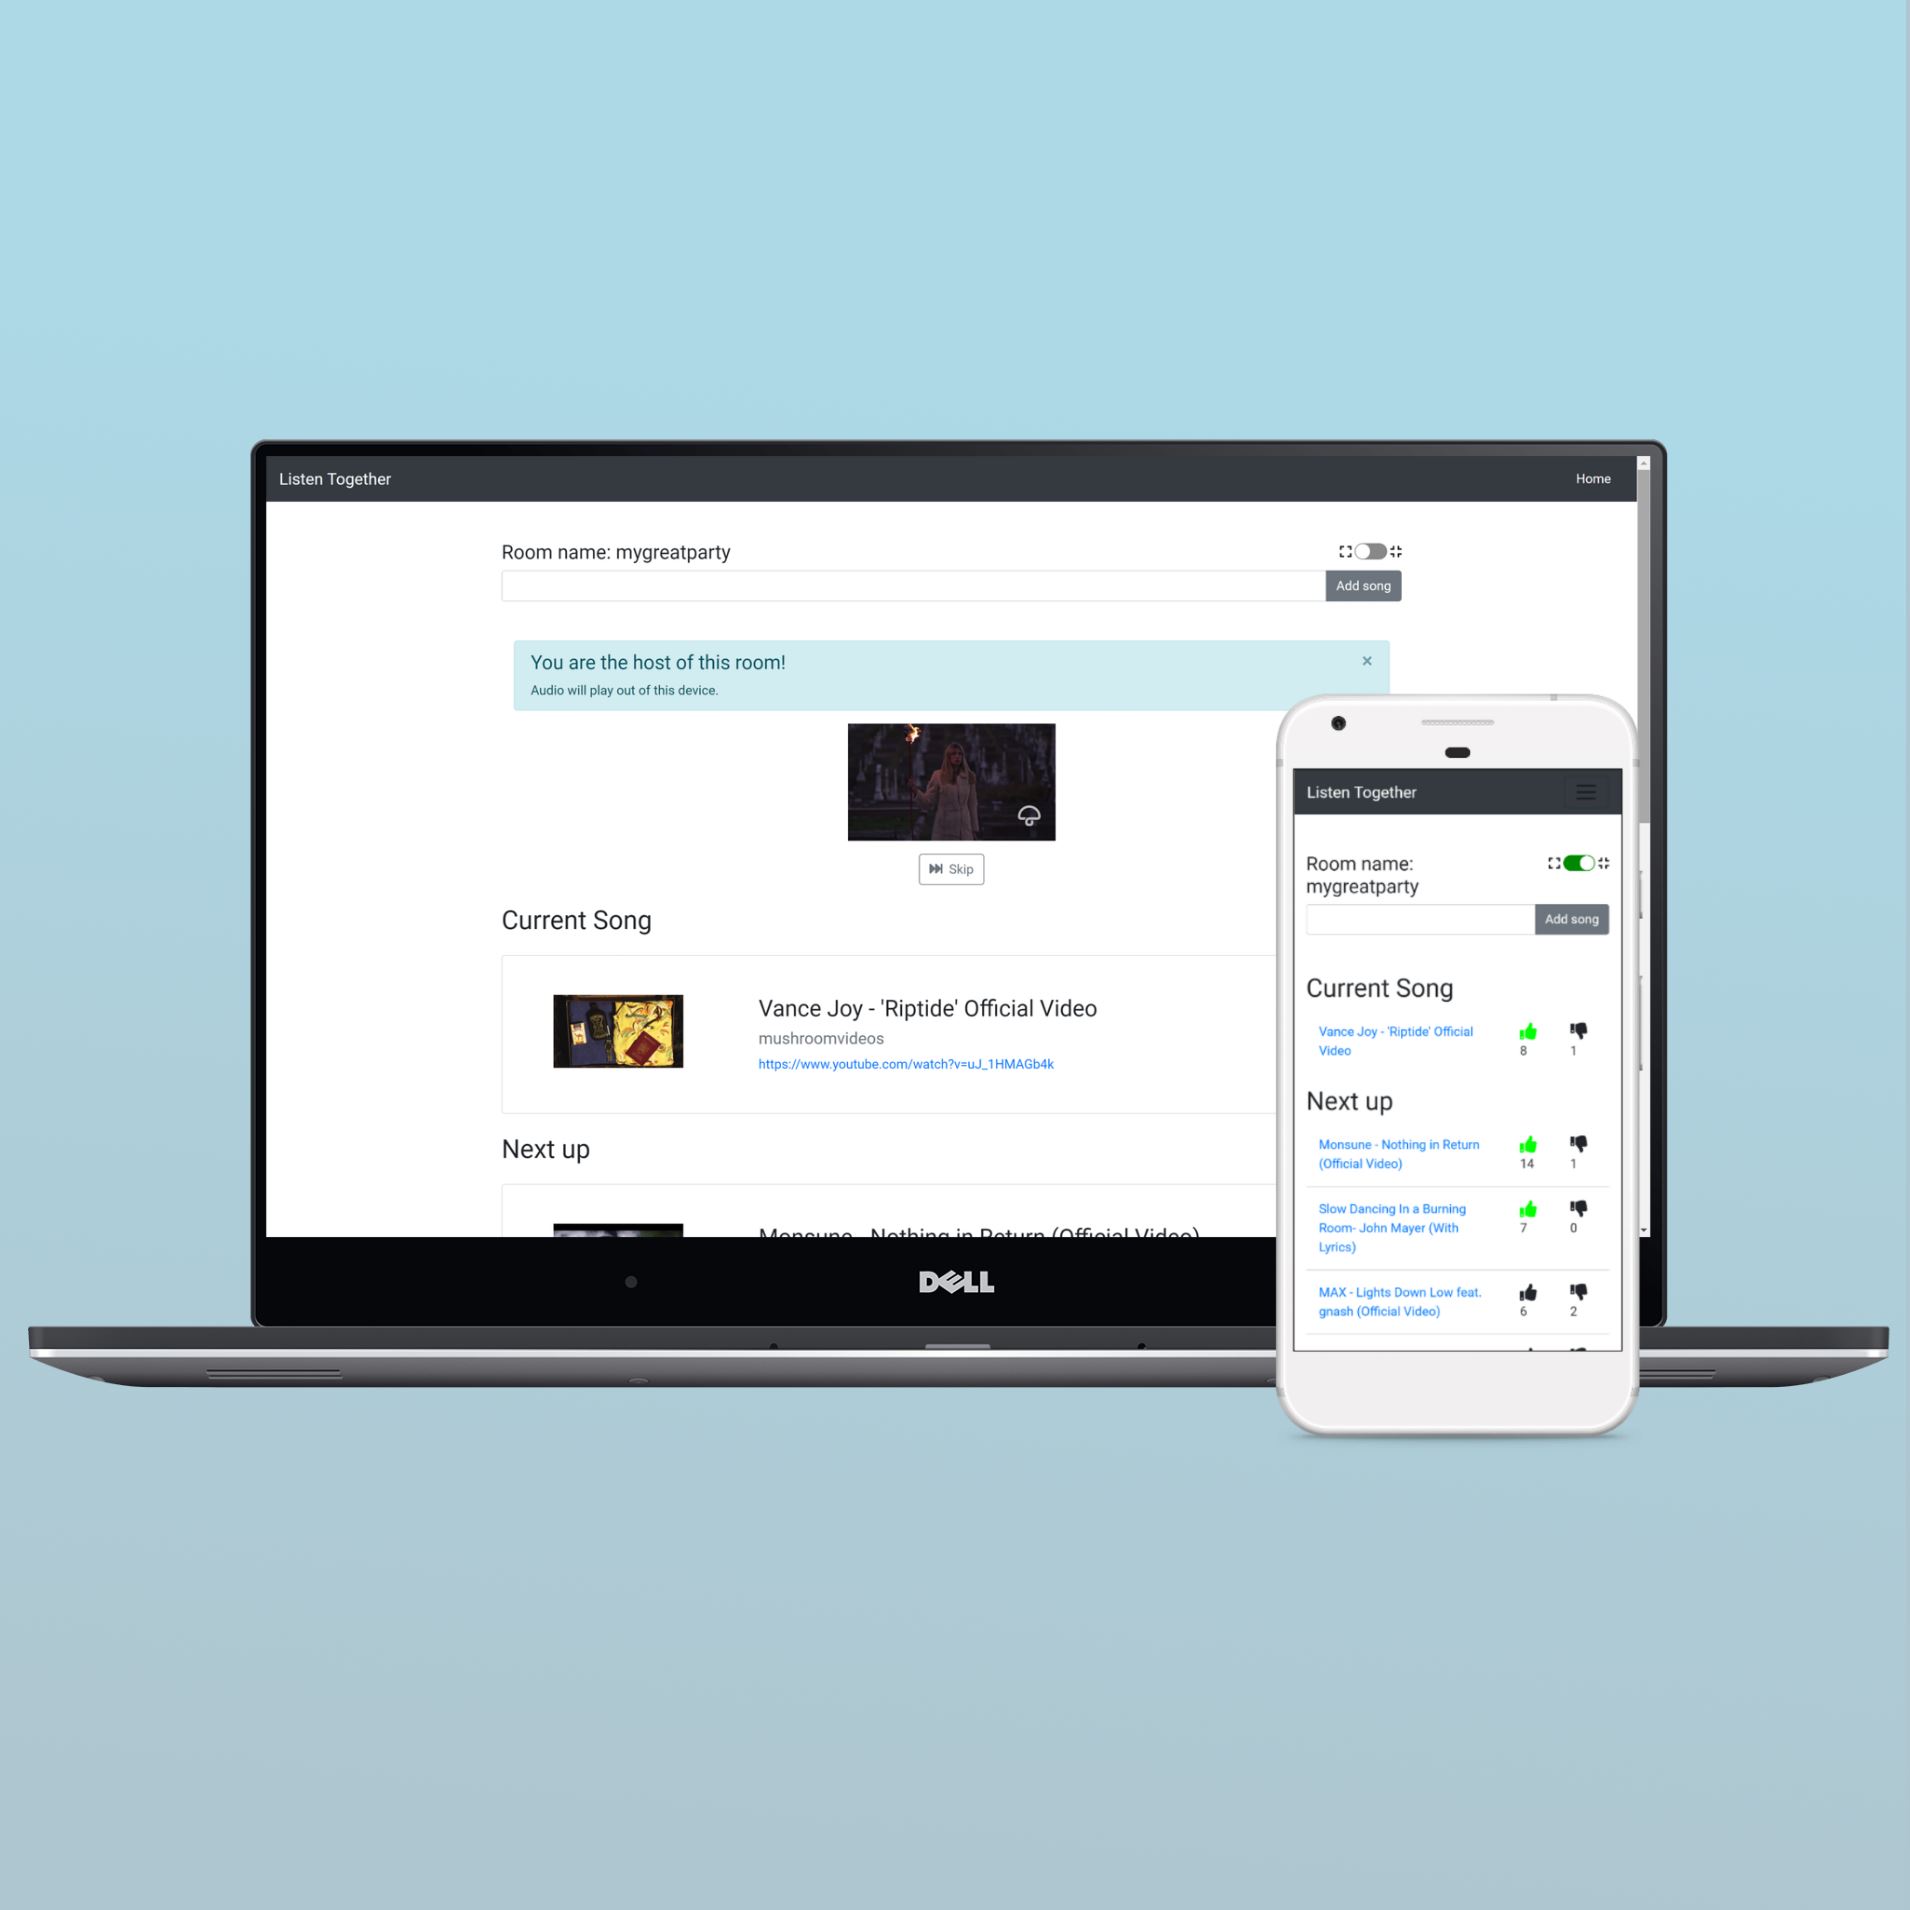 Listen Together
Home
Room name: mygreatparty
Add song
You are the host of this room!
×
Audio will play out of this device.
Skip
Current Song
Vance Joy - 'Riptide' Official Video
mushroomvideos
https://www.youtube.com/watch?v=uJ_1HMAGb4k
Next up
Monsune - Nothing in Return (Official Video)
DELL
Listen Together
Room name:
mygreatparty
Add song
Current Song
Vance Joy - 'Riptide' Official
Video
8 1
Next up
Monsune - Nothing in Return
(Official Video)
14 1
Slow Dancing In a Burning
Room- John Mayer (With
Lyrics)
7 0
MAX - Lights Down Low feat.
gnash (Official Video)
6 2